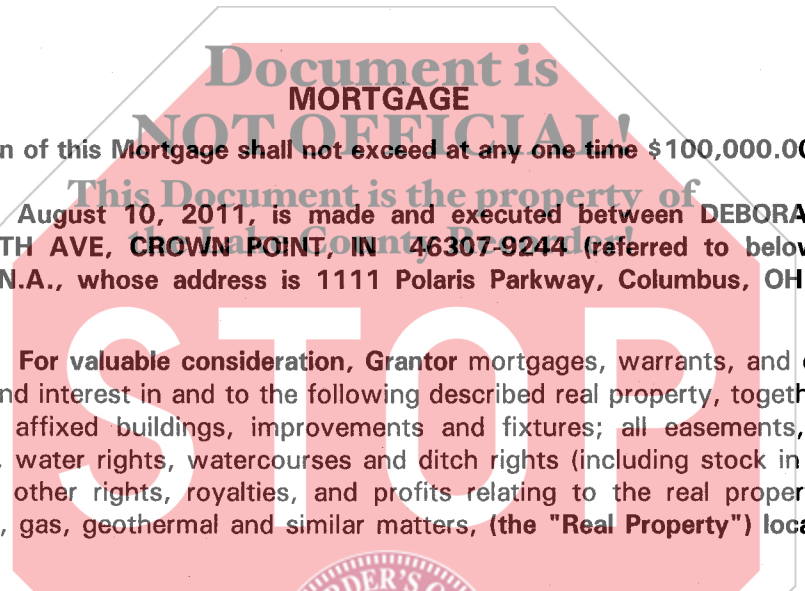 Document is
MORTGAGE
NOT OFFICIAL!
n of this Mortgage shall not exceed at any one time $100,000.00
This Document is the property of
August 10, 2011, is made and executed between DEBORA
the Lake County Recorder!
TH AVE, CROWN POINT, IN 46307-9244 (referred to below
N.A., whose address is 1111 Polaris Parkway, Columbus, OH
STOP
For valuable consideration, Grantor mortgages, warrants, and
nd interest in and to the following described real property, togeth
affixed buildings, improvements and fixtures; all easements,
water rights, watercourses and ditch rights (including stock in
other rights, royalties, and profits relating to the real proper
, gas, geothermal and similar matters, (the "Real Property") loca
RDER'S O